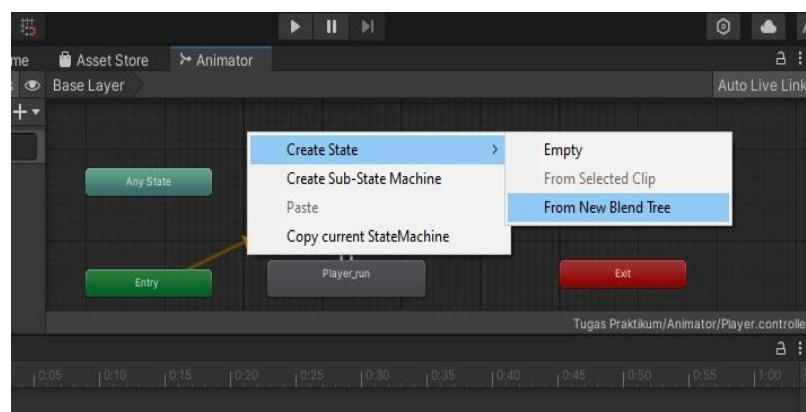 me Asset Store Animator
Base Layer Auto Live Link
Create State Empty
Any State Create Sub-State Machine From Selected Clip
Paste From New Blend Tree
Copy current StateMachine
Entry Player_run Exit
Tugas Praktikum/Animator/Player.controlle
0:05 0:10 0:15 0:20 0:25 0:30 0:35 0:40 0:45 0:50 0:55 1:00